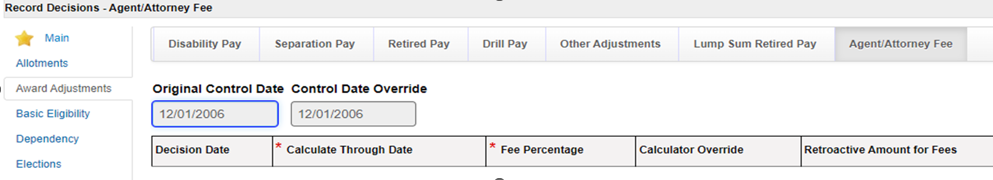 Record Decisions - Agent/Attorney Fee
Main
Allotments
Award Adjustments
Basic Eligibility
Dependency
Elections
Disability Pay Separation Pay Retired Pay Drill Pay Other Adjustments Lump Sum Retired Pay Agent/Attorney Fee
Original Control Date Control Date Override
12/01/2006 12/01/2006
Decision Date * Calculate Through Date * Fee Percentage Calculator Override Retroactive Amount for Fees